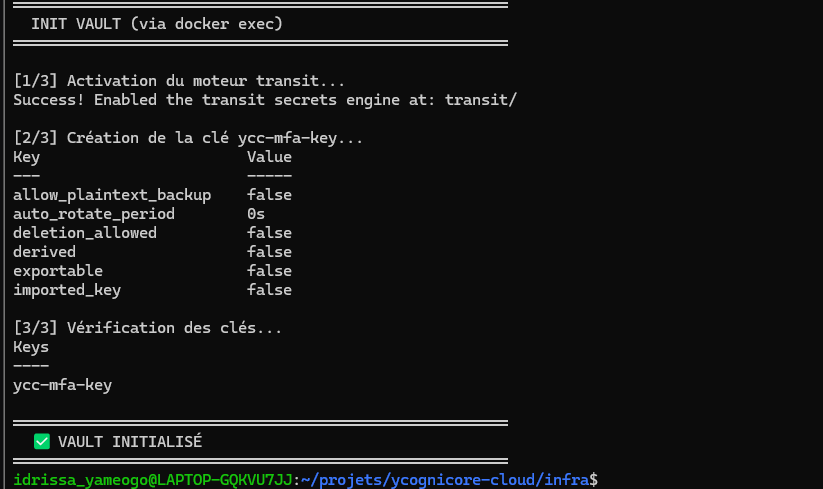 INIT VAULT (via docker exec)
[1/3] Activation du moteur transit...
Success! Enabled the transit secrets engine at: transit/
[2/3] Création de la clé ycc-mfa-key...
Key Value
--- -----
allow_plaintext_backup false
auto_rotate_period 0s
deletion_allowed false
derived false
exportable false
imported_key false
[3/3] Vérification des clés...
Keys
----
ycc-mfa-key
✅ VAULT INITIALISÉ
idrissa_yameogo@LAPTOP-GQKVU7JJ:~/projets/ycognicore-cloud/infra$